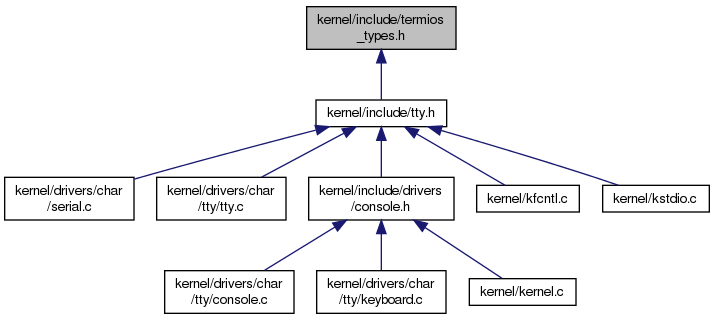 kernel/include/termios
_types.h
kernel/include/tty.h
kernel/drivers/char
/serial.c
kernel/drivers/char
/tty/tty.c
kernel/include/drivers
/console.h
kernel/kfcntl.c
kernel/kstdio.c
kernel/drivers/char
/tty/console.c
kernel/drivers/char
/tty/keyboard.c
kernel/kernel.c